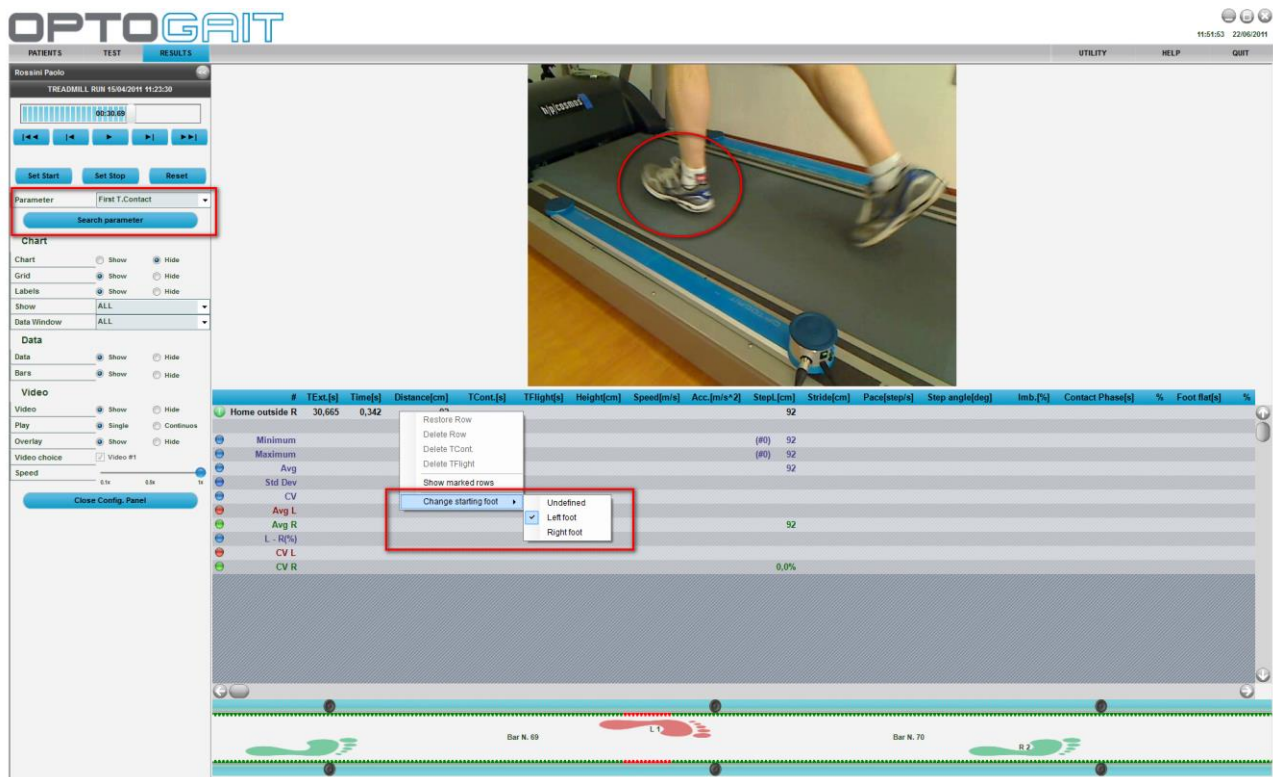 OPTOGAIT
11:51:53 22/06/2011
PATIENTS TEST RESULTS UTILITY HELP QUIT
Rossini Paolo
TREADMILL RUN 15/04/2011 11:23:30
00:30.69
|◄◄ |◄ ► ►| ►►|
Set Start Set Stop Reset
Parameter First T.Contact
Search parameter
Chart
Chart Show Hide
Grid Show Hide
Labels Show Hide
Show ALL
Data Window ALL
Data
Data Show Hide
Bars Show Hide
Video
Video Show Hide
Play Single Continuos
Overlay Show Hide
Video choice Video #1
Speed
0.1x 0.5x 1x
Close Config. Panel
h/p/cosmos
# TExt.[s] Time[s] Distance[cm] TCont.[s] TFlight[s] Height[cm] Speed[m/s] Acc.[m/s^2] StepL[cm] Stride[cm] Pace[step/s] Step angle[deg] Imb.[%] Contact Phase[s] % Foot flat[s] %
Home outside R 30,665 0,342 92 92
Minimum (#0) 92
Maximum (#0) 92
Avg 92
Std Dev
CV
Avg L
Avg R 92
L - R(%)
CV L
CV R 0,0%
Restore Row
Delete Row
Delete TCont.
Delete TFlight
Show marked rows
Change starting foot
Undefined
Left foot
Right foot
Bar N. 69 L 1 Bar N. 70 R 2